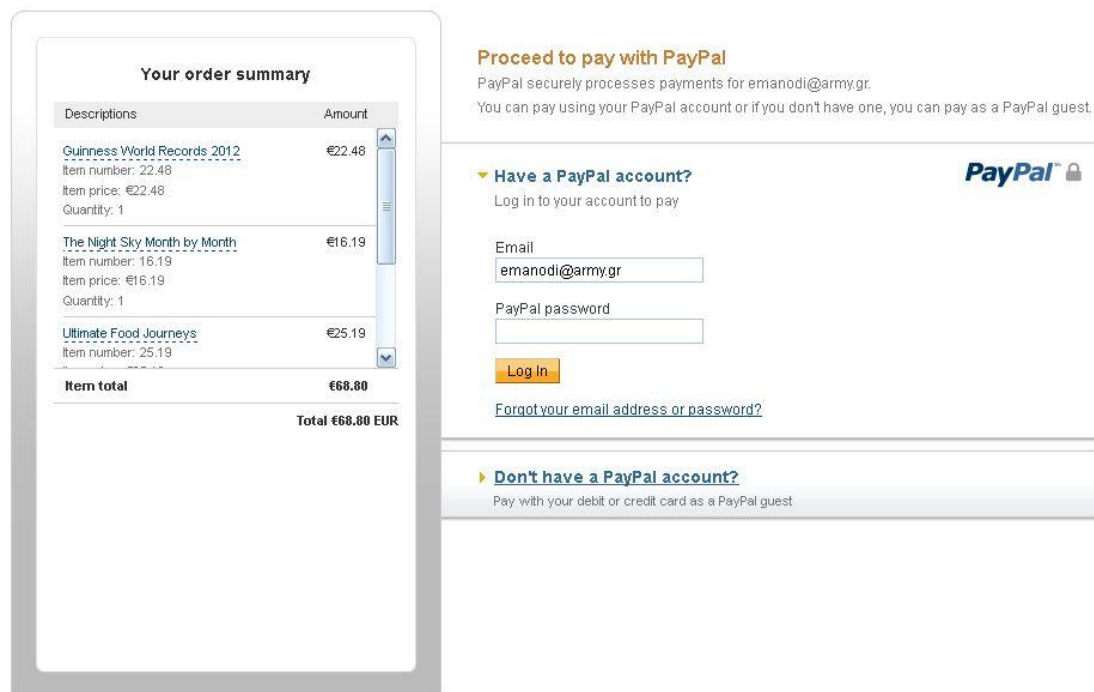 Your order summary
Descriptions Amount
Guinness World Records 2012 €22.48
Item number: 22.48
Item price: €22.48
Quantity: 1
The Night Sky Month by Month €16.19
Item number: 16.19
Item price: €16.19
Quantity: 1
Ultimate Food Journeys €25.19
Item number: 25.19
Item total €68.80
Total €68.80 EUR
Proceed to pay with PayPal
PayPal securely processes payments for emanodi@army.gr.
You can pay using your PayPal account or if you don't have one, you can pay as a PayPal guest.
Have a PayPal account?
PayPal™
Log in to your account to pay
Email
emanodi@army.gr
PayPal password
Log In
Forgot your email address or password?
Don't have a PayPal account?
Pay with your debit or credit card as a PayPal guest